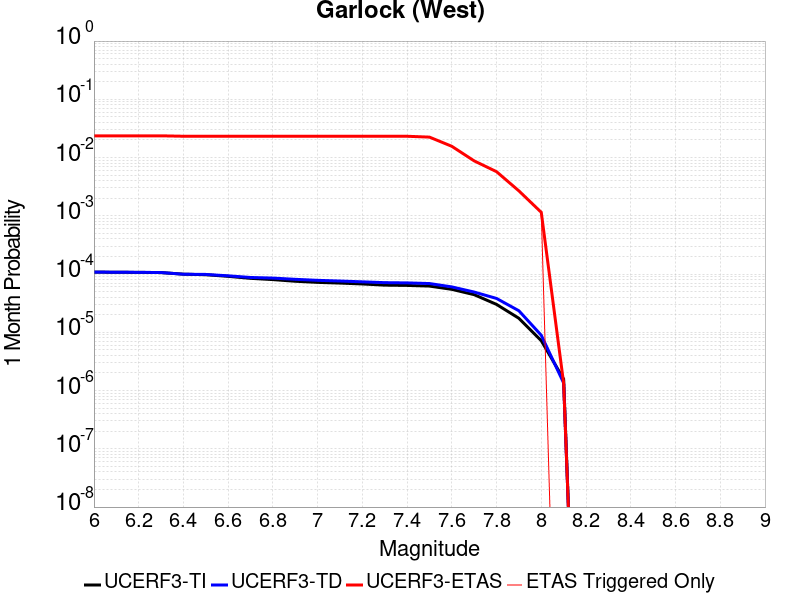 Garlock (West)
10^0
10^-1
10^-2
10^-3
10^-4
10^-5
10^-6
10^-7
10^-8
1 Month Probability
6 6.2 6.4 6.6 6.8 7 7.2 7.4 7.6 7.8 8 8.2 8.4 8.6 8.8 9
Magnitude
UCERF3-TI UCERF3-TD UCERF3-ETAS ETAS Triggered Only